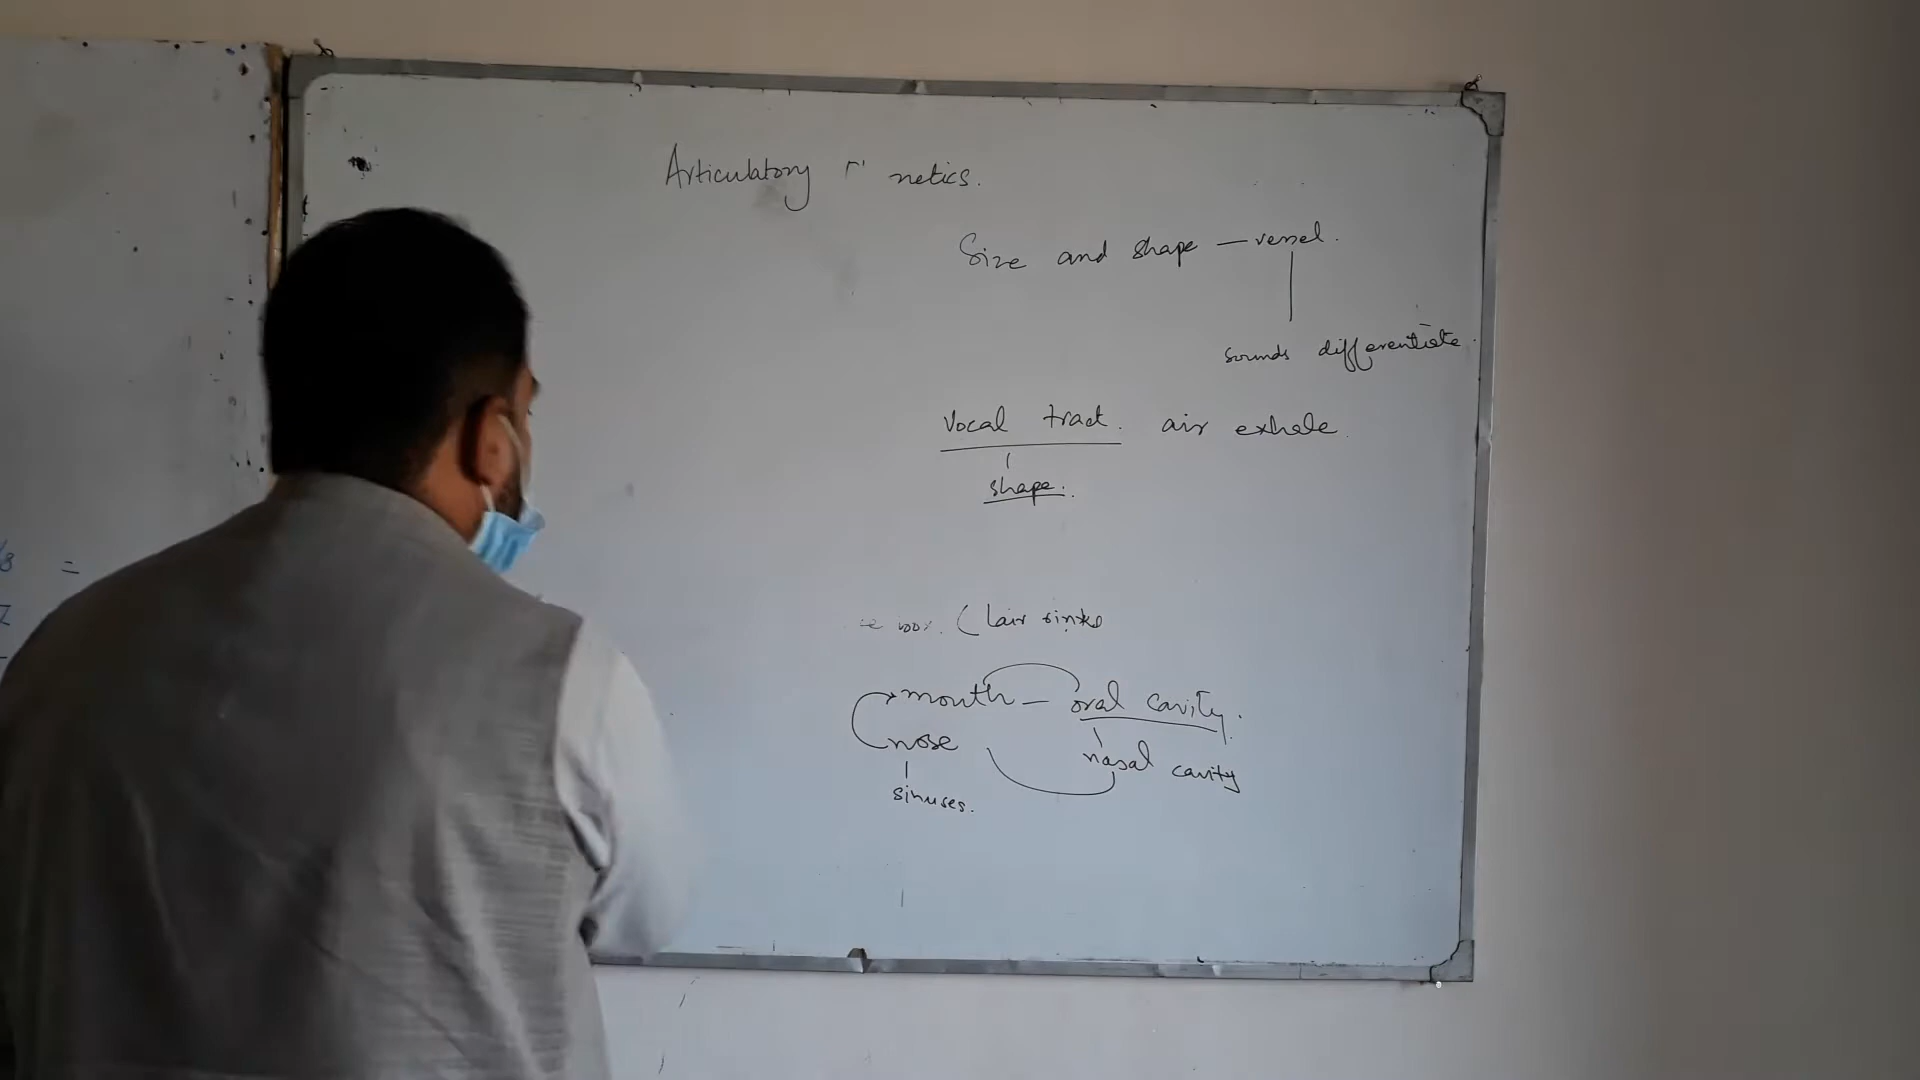 Articulatory netics.
Size and shape — vessel.
sounds differentiate.
Vocal tract. air exhale.
shape.
mouth — oral cavity.
nose
nasal cavity
sinuses.